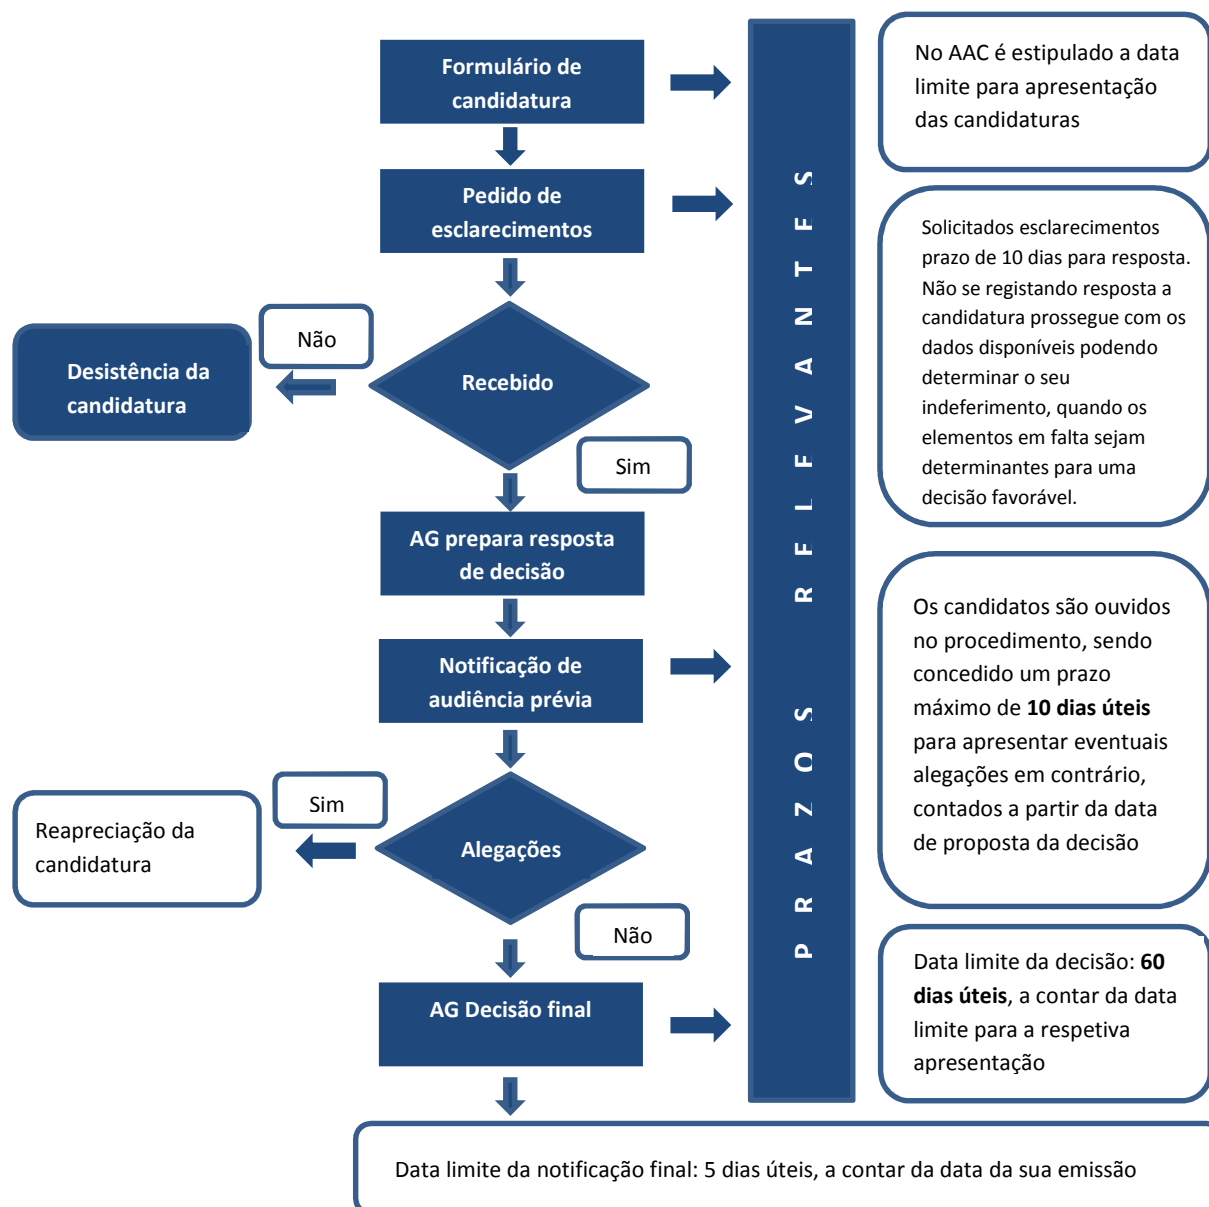 Formulário de
candidatura
No AAC é estipulado a data
limite para apresentação
das candidaturas
Pedido de
esclarecimentos
Solicitados esclarecimentos
prazo de 10 dias para resposta.
Não se registando resposta a
candidatura prossegue com os
dados disponíveis podendo
determinar o seu
indeferimento, quando os
elementos em falta sejam
determinantes para uma
decisão favorável.
Não
Desistência da
candidatura
Recebido
Sim
AG prepara resposta
de decisão
Notificação de
audiência prévia
Os candidatos são ouvidos
no procedimento, sendo
concedido um prazo
máximo de 10 dias úteis
para apresentar eventuais
alegações em contrário,
contados a partir da data
de proposta da decisão
Sim
Reapreciação da
candidatura
Alegações
Não
AG Decisão final
Data limite da decisão: 60
dias úteis, a contar da data
limite para a respetiva
apresentação
PRAZOS RELEVANTES
Data limite da notificação final: 5 dias úteis, a contar da data da sua emissão